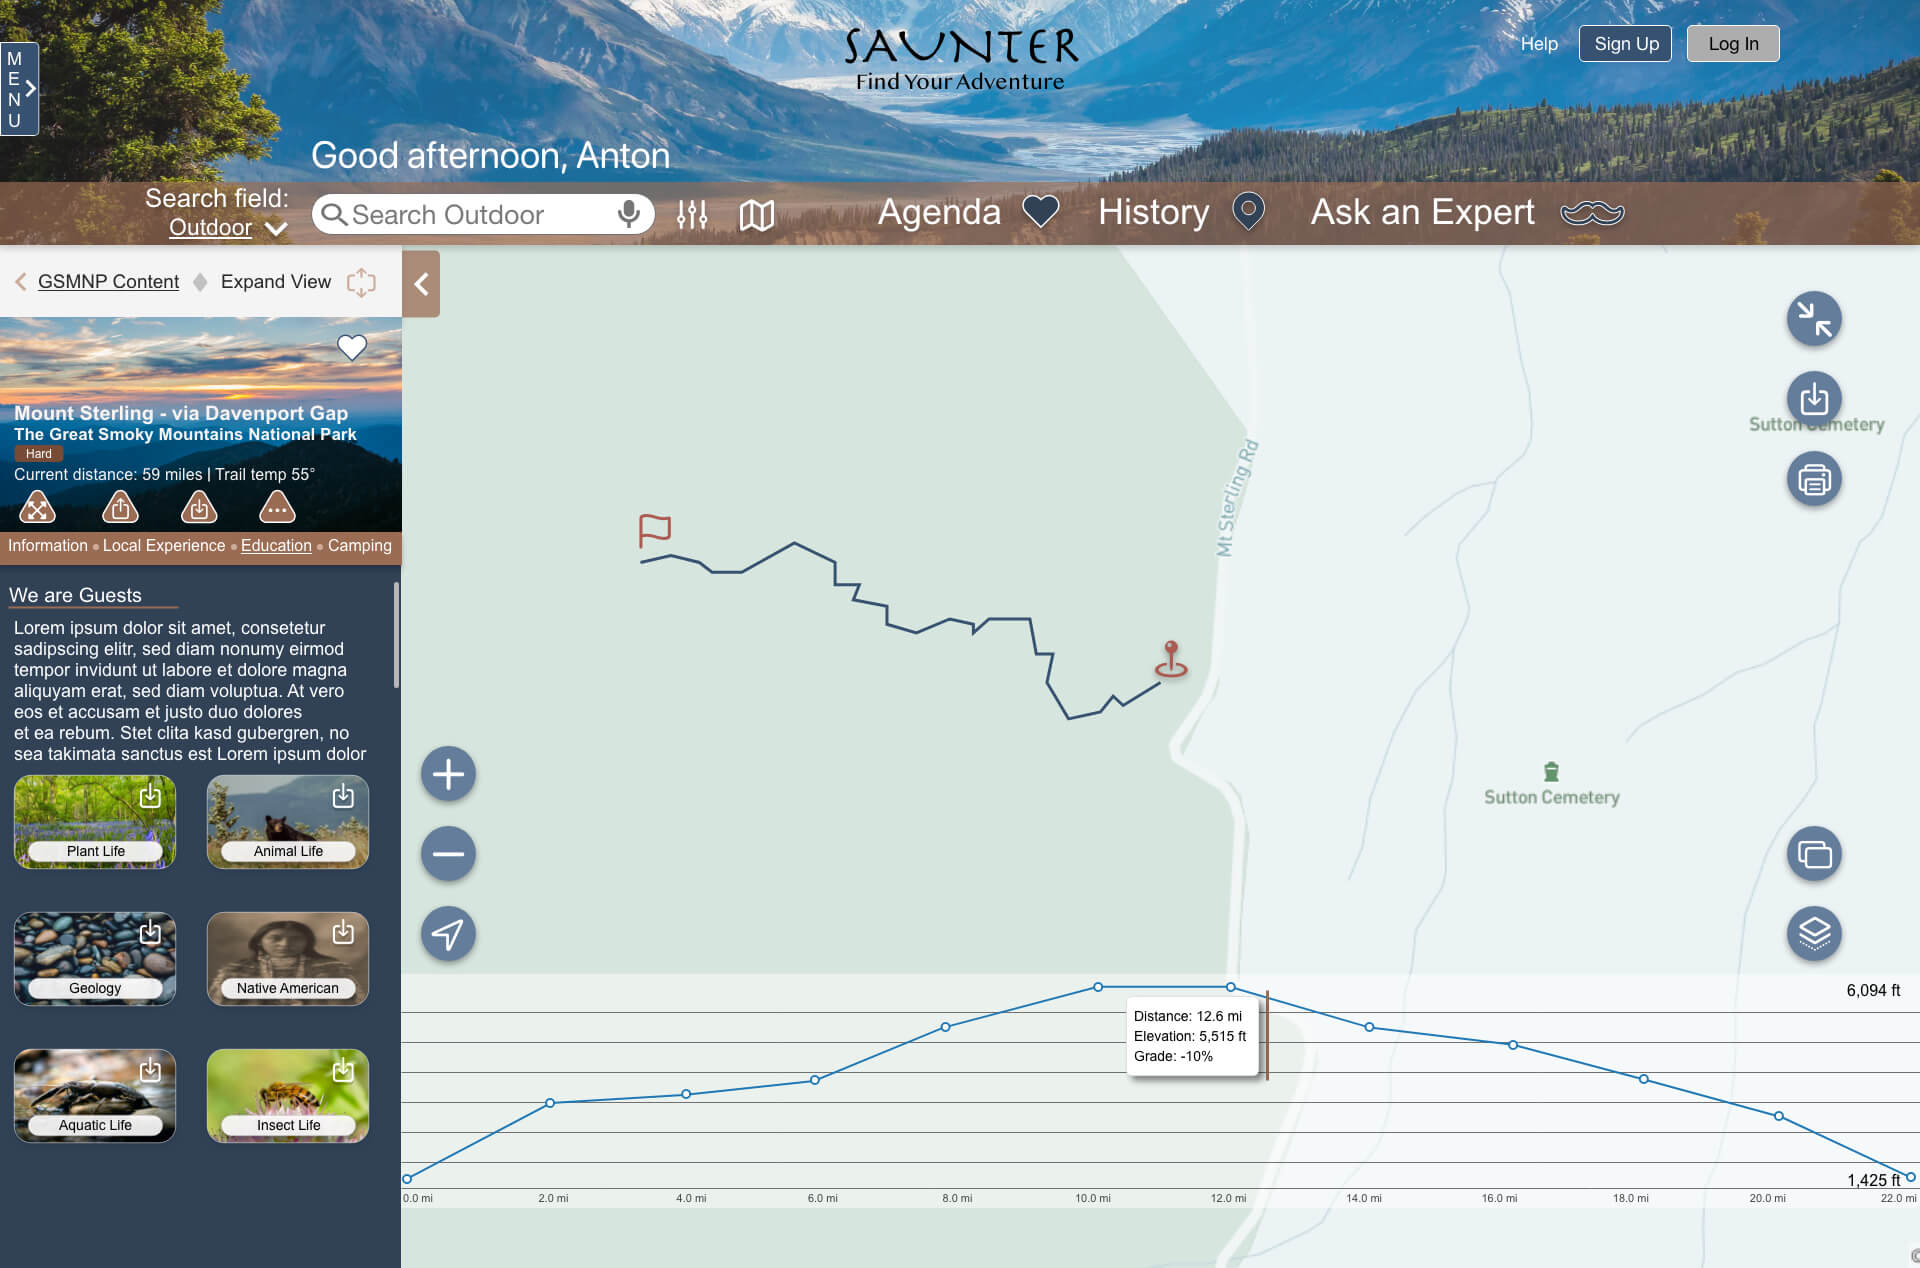 SAUNTER
Find Your Adventure
Help
Sign Up
Log In
MENU
Good afternoon, Anton
Search field:
Outdoor
Search Outdoor
Agenda
History
Ask an Expert
GSMNP Content
Expand View
Mount Sterling - via Davenport Gap
The Great Smoky Mountains National Park
Hard
Current distance: 59 miles | Trail temp 55°
Information
Local Experience
Education
Camping
We are Guests
Lorem ipsum dolor sit amet, consetetur
sadipscing elitr, sed diam nonumy eirmod
tempor invidunt ut labore et dolore magna
aliquyam erat, sed diam voluptua. At vero
eos et accusam et justo duo dolores
et ea rebum. Stet clita kasd gubergren, no
sea takimata sanctus est Lorem ipsum dolor
Plant Life
Animal Life
Geology
Native American
Aquatic Life
Insect Life
Mt Sterling Rd
Sutton Cemetery
Sutton Cemetery
6,094 ft
Distance: 12.6 mi
Elevation: 5,515 ft
Grade: -10%
1,425 ft
0.0 mi
2.0 mi
4.0 mi
6.0 mi
8.0 mi
10.0 mi
12.0 mi
14.0 mi
16.0 mi
18.0 mi
20.0 mi
22.0 mi
©